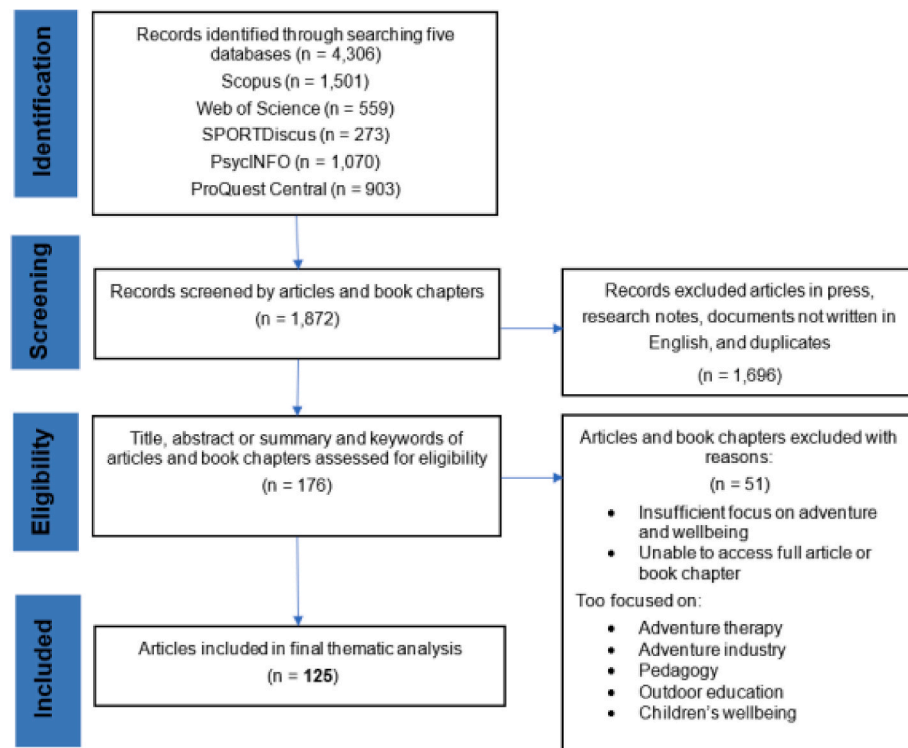 Identification
Records identified through searching five
databases (n = 4,306)
Scopus (n = 1,501)
Web of Science (n = 559)
SPORTDiscus (n = 273)
PsycINFO (n = 1,070)
ProQuest Central (n = 903)
Screening
Records screened by articles and book chapters
(n = 1,872)
Records excluded articles in press,
research notes, documents not written in
English, and duplicates
(n = 1,696)
Eligibility
Title, abstract or summary and keywords of
articles and book chapters assessed for eligibility
(n = 176)
Articles and book chapters excluded with
reasons:
(n = 51)
• Insufficient focus on adventure
and wellbeing
• Unable to access full article or
book chapter
Too focused on:
• Adventure therapy
• Adventure industry
• Pedagogy
• Outdoor education
• Children's wellbeing
Included
Articles included in final thematic analysis
(n = 125)